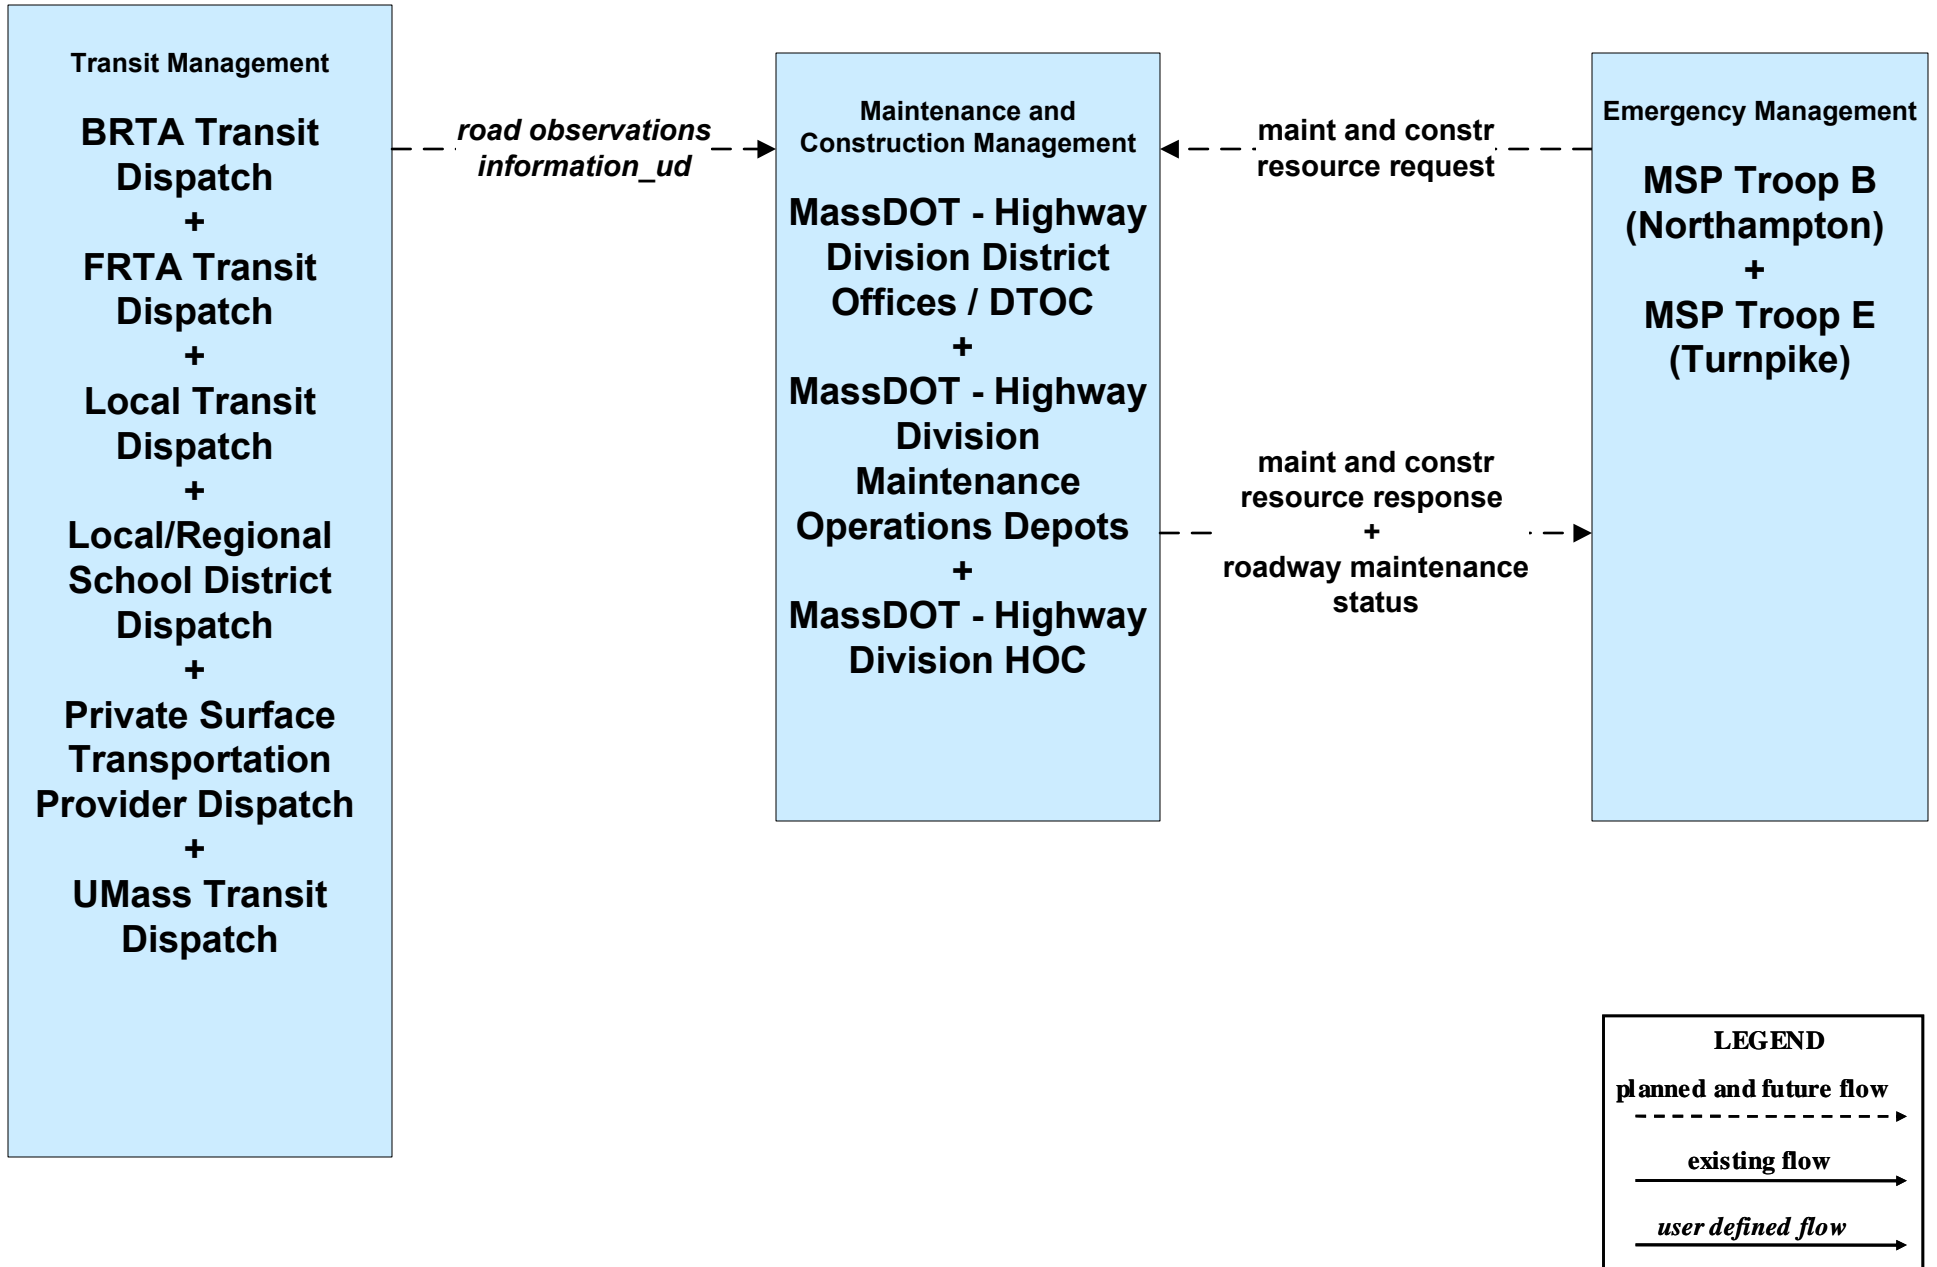 Transit Management
BRTA Transit
Dispatch
+
FRTA Transit
Dispatch
+
Local Transit
Dispatch
+
Local/Regional
School District
Dispatch
+
Private Surface
Transportation
Provider Dispatch
+
UMass Transit
Dispatch
road observations
information_ud
Maintenance and
Construction Management
MassDOT - Highway
Division District
Offices / DTOC
+
MassDOT - Highway
Division
Maintenance
Operations Depots
+
MassDOT - Highway
Division HOC
maint and constr
resource request
maint and constr
resource response
+
roadway maintenance
status
Emergency Management
MSP Troop B
(Northampton)
+
MSP Troop E
(Turnpike)
LEGEND
planned and future flow
existing flow
user defined flow